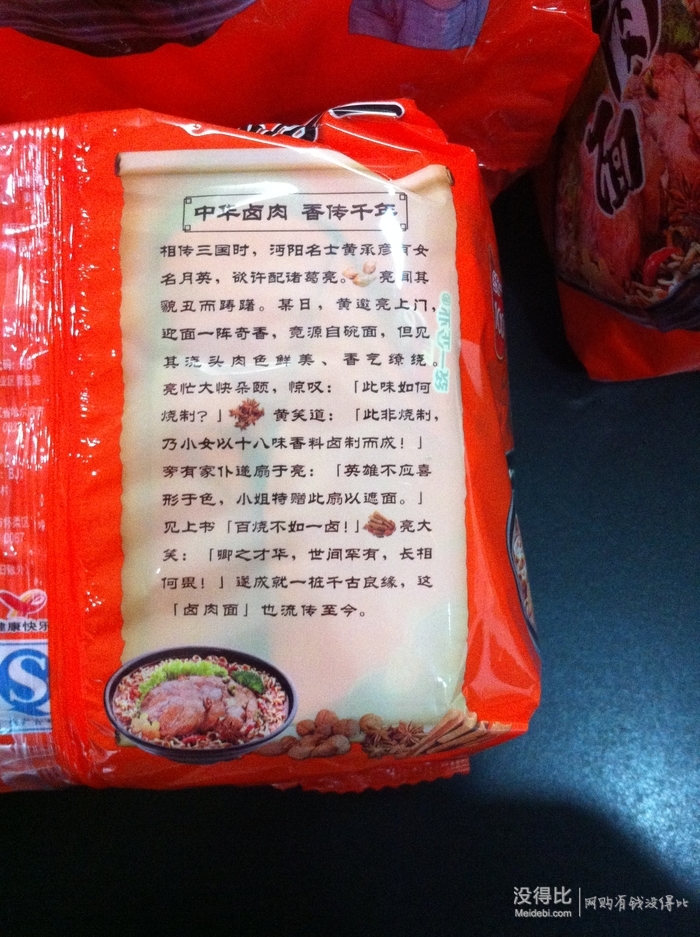 中华卤肉 香传千年
相传三国时，沔阳名士黄承彦有女
名月英，欲许配诸葛亮。亮闻其
貌丑而踌躇。某日，黄邀亮上门，
迎面一阵奇香，竟源自碗面，但见
其浇头肉色鲜美、香气缭绕。
亮忙大快朵颐，惊叹：「此味如何
烧制？」黄笑道：「此非烧制，
乃小女以十八味香料卤制而成！」
旁有家仆递扇于亮：「英雄不应喜
形于色，小姐特赠此扇以遮面。」
见上书「百烧不如一卤！」亮大
笑：「卿之才华，世间罕有，长相
何畏！」遂成就一桩千古良缘，这
「卤肉面」也流传至今。
健康快乐
没得比
Meidebi.com
网购有钱没得比